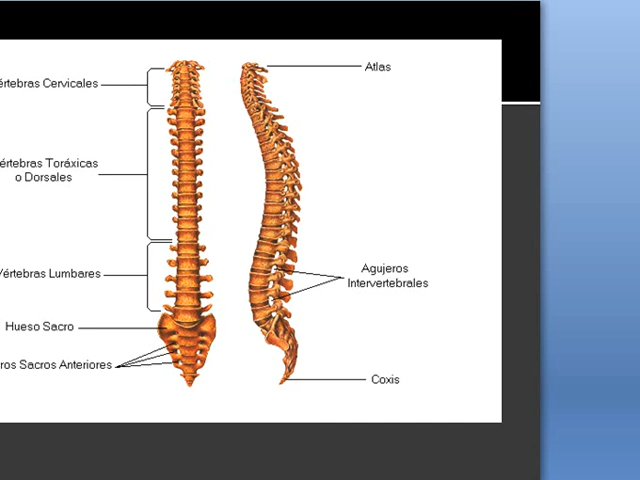 értebras Cervicales
értebras Toráxicas
o Dorsales
Vértebras Lumbares
Hueso Sacro
ros Sacros Anteriores
Atlas
Agujeros
Intervertebrales
Coxis